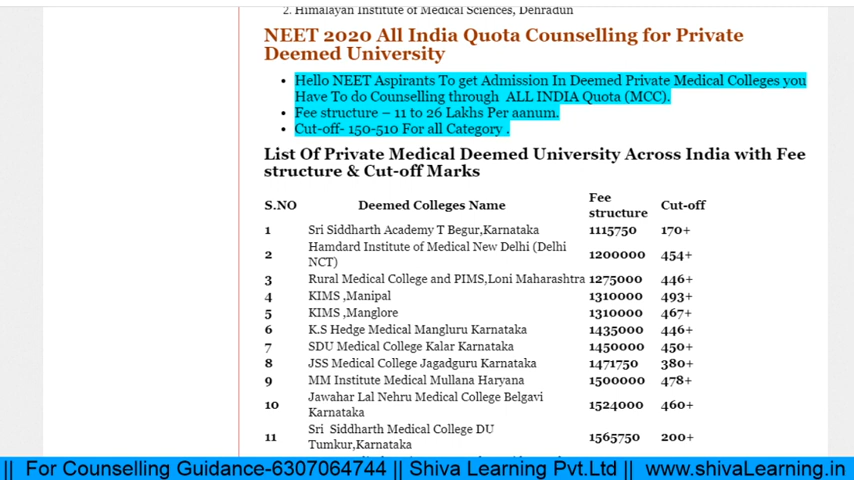 2. Himalayan Institute of Medical Sciences, Dehradun
NEET 2020 All India Quota Counselling for Private
Deemed University
• Hello NEET Aspirants To get Admission In Deemed Private Medical Colleges you
Have To do Counselling through ALL INDIA Quota (MCC).
• Fee structure – 11 to 26 Lakhs Per aanum.
• Cut-off- 150-510 For all Category .
List Of Private Medical Deemed University Across India with Fee
structure & Cut-off Marks
S.NO Deemed Colleges Name Fee structure Cut-off
1 Sri Siddharth Academy T Begur,Karnataka 1115750 170+
2 Hamdard Institute of Medical New Delhi (Delhi NCT) 1200000 454+
3 Rural Medical College and PIMS,Loni Maharashtra 1275000 446+
4 KIMS ,Manipal 1310000 493+
5 KIMS ,Manglore 1310000 467+
6 K.S Hedge Medical Mangluru Karnataka 1435000 446+
7 SDU Medical College Kalar Karnataka 1450000 450+
8 JSS Medical College Jagadguru Karnataka 1471750 380+
9 MM Institute Medical Mullana Haryana 1500000 478+
10 Jawahar Lal Nehru Medical College Belgavi Karnataka 1524000 460+
11 Sri Siddharth Medical College DU Tumkur,Karnataka 1565750 200+
|| For Counselling Guidance-6307064744 || Shiva Learning Pvt.Ltd || www.shivaLearning.in